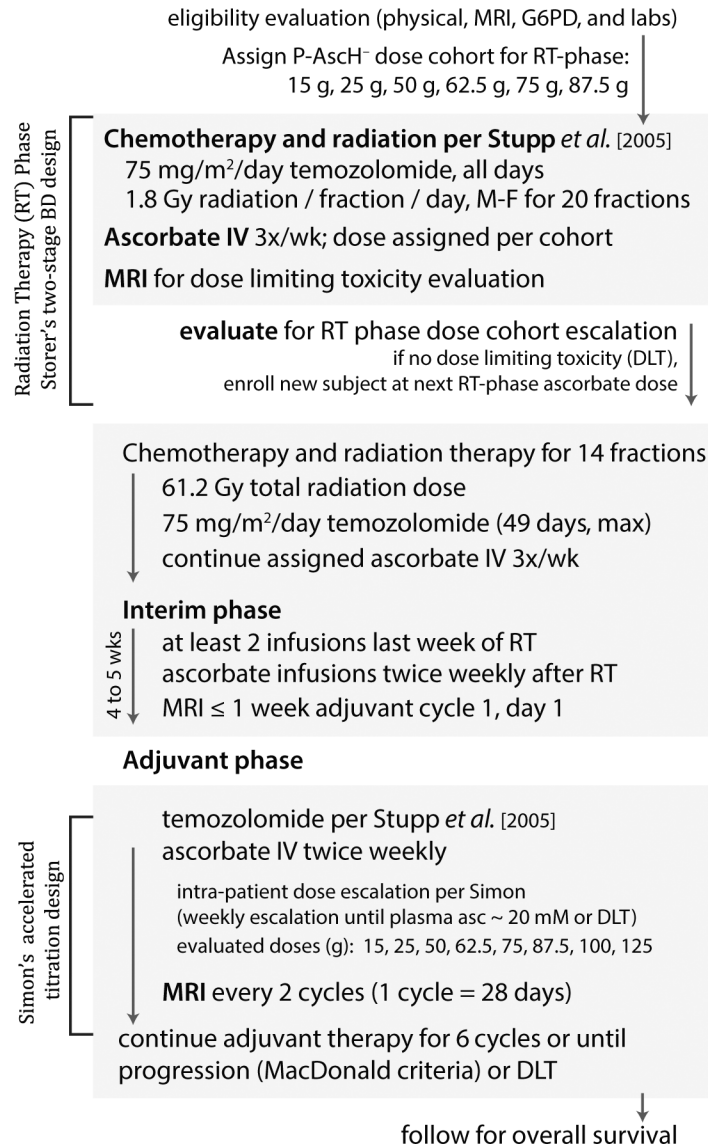 eligibility evaluation (physical, MRI, G6PD, and labs)
Assign P-AscH⁻ dose cohort for RT-phase:
15 g, 25 g, 50 g, 62.5 g, 75 g, 87.5 g
Radiation Therapy (RT) Phase
Storer's two-stage BD design
Chemotherapy and radiation per Stupp et al. [2005]
75 mg/m²/day temozolomide, all days
1.8 Gy radiation / fraction / day, M-F for 20 fractions
Ascorbate IV 3x/wk; dose assigned per cohort
MRI for dose limiting toxicity evaluation
evaluate for RT phase dose cohort escalation
if no dose limiting toxicity (DLT),
enroll new subject at next RT-phase ascorbate dose
Chemotherapy and radiation therapy for 14 fractions
61.2 Gy total radiation dose
75 mg/m²/day temozolomide (49 days, max)
continue assigned ascorbate IV 3x/wk
Interim phase
4 to 5 wks
at least 2 infusions last week of RT
ascorbate infusions twice weekly after RT
MRI ≤ 1 week adjuvant cycle 1, day 1
Adjuvant phase
Simon's accelerated
titration design
temozolomide per Stupp et al. [2005]
ascorbate IV twice weekly
intra-patient dose escalation per Simon
(weekly escalation until plasma asc ~ 20 mM or DLT)
evaluated doses (g): 15, 25, 50, 62.5, 75, 87.5, 100, 125
MRI every 2 cycles (1 cycle = 28 days)
continue adjuvant therapy for 6 cycles or until
progression (MacDonald criteria) or DLT
follow for overall survival